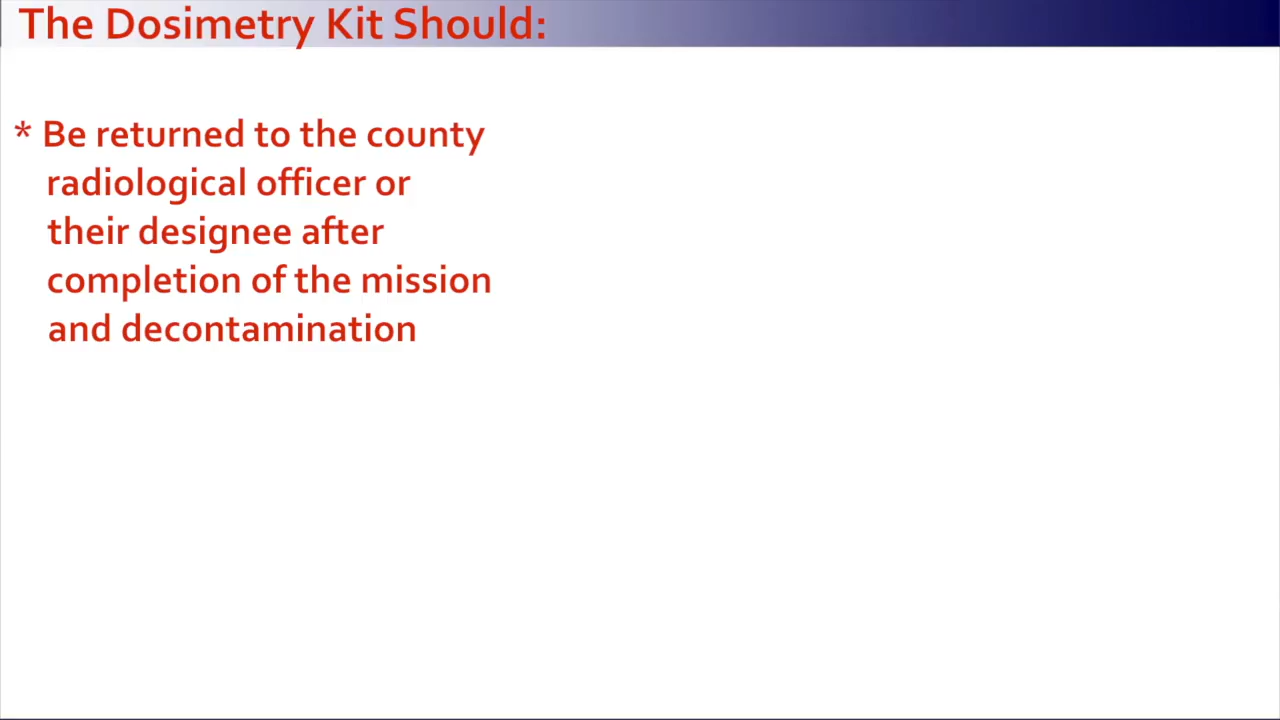 The Dosimetry Kit Should:
* Be returned to the county
radiological officer or
their designee after
completion of the mission
and decontamination